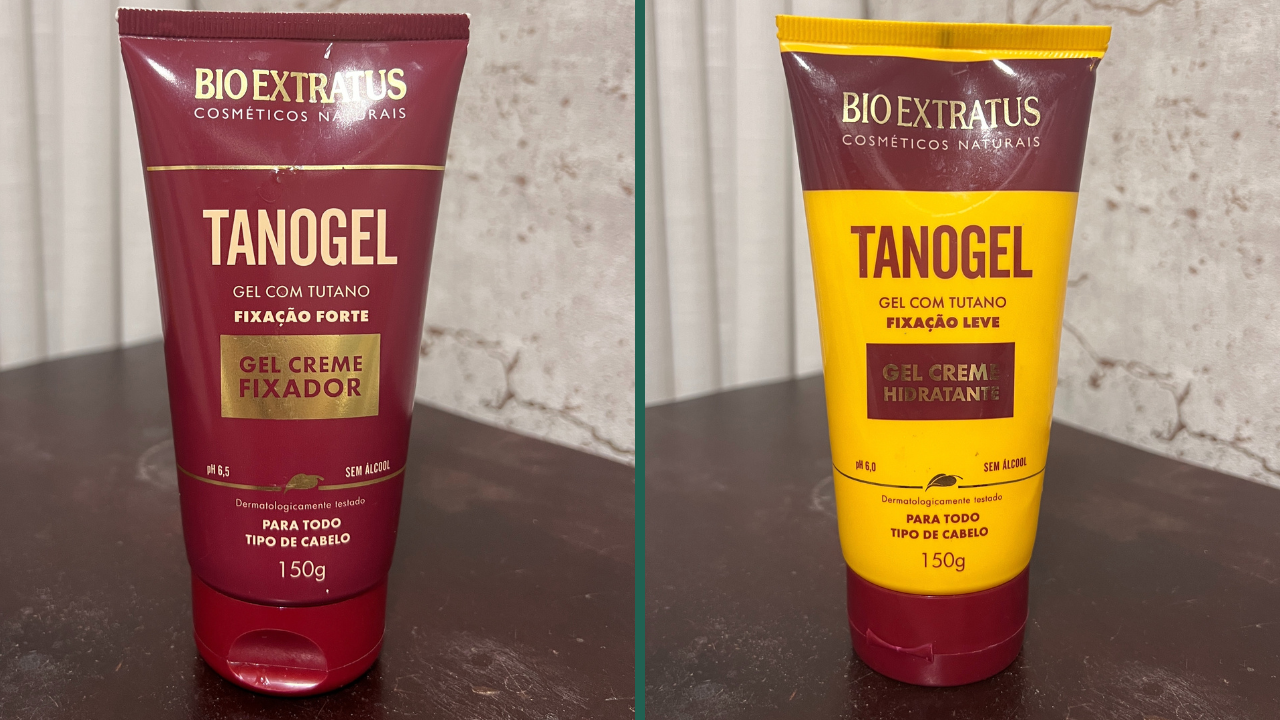 BIO EXTRATUS
COSMÉTICOS NATURAIS
TANOGEL
GEL COM TUTANO
FIXAÇÃO FORTE
GEL CREME
FIXADOR
pH 6,5
SEM ÁLCOOL
Dermatologicamente testado
PARA TODO
TIPO DE CABELO
150g
BIO EXTRATUS
COSMÉTICOS NATURAIS
TANOGEL
GEL COM TUTANO
FIXAÇÃO LEVE
GEL CREME
HIDRATANTE
pH 6,0
SEM ÁLCOOL
Dermatologicamente testado
PARA TODO
TIPO DE CABELO
150g